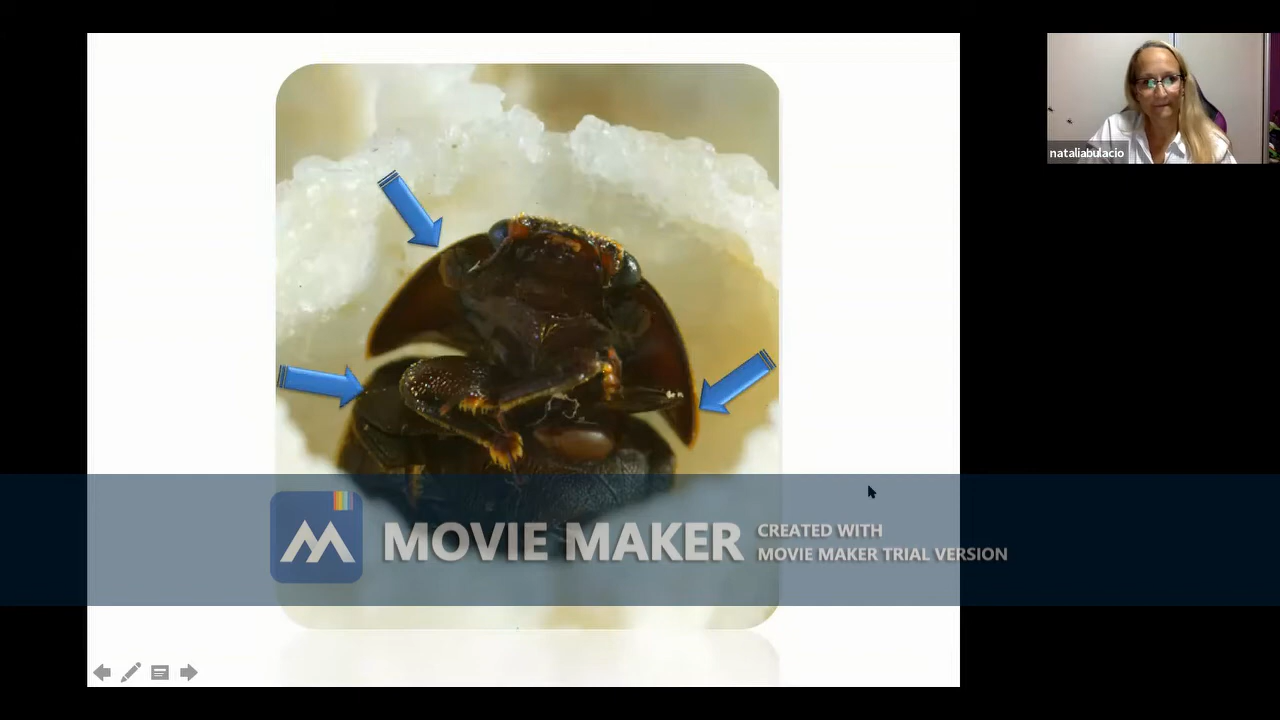 nataliabulacio
MOVIE MAKER
CREATED WITH
MOVIE MAKER TRIAL VERSION